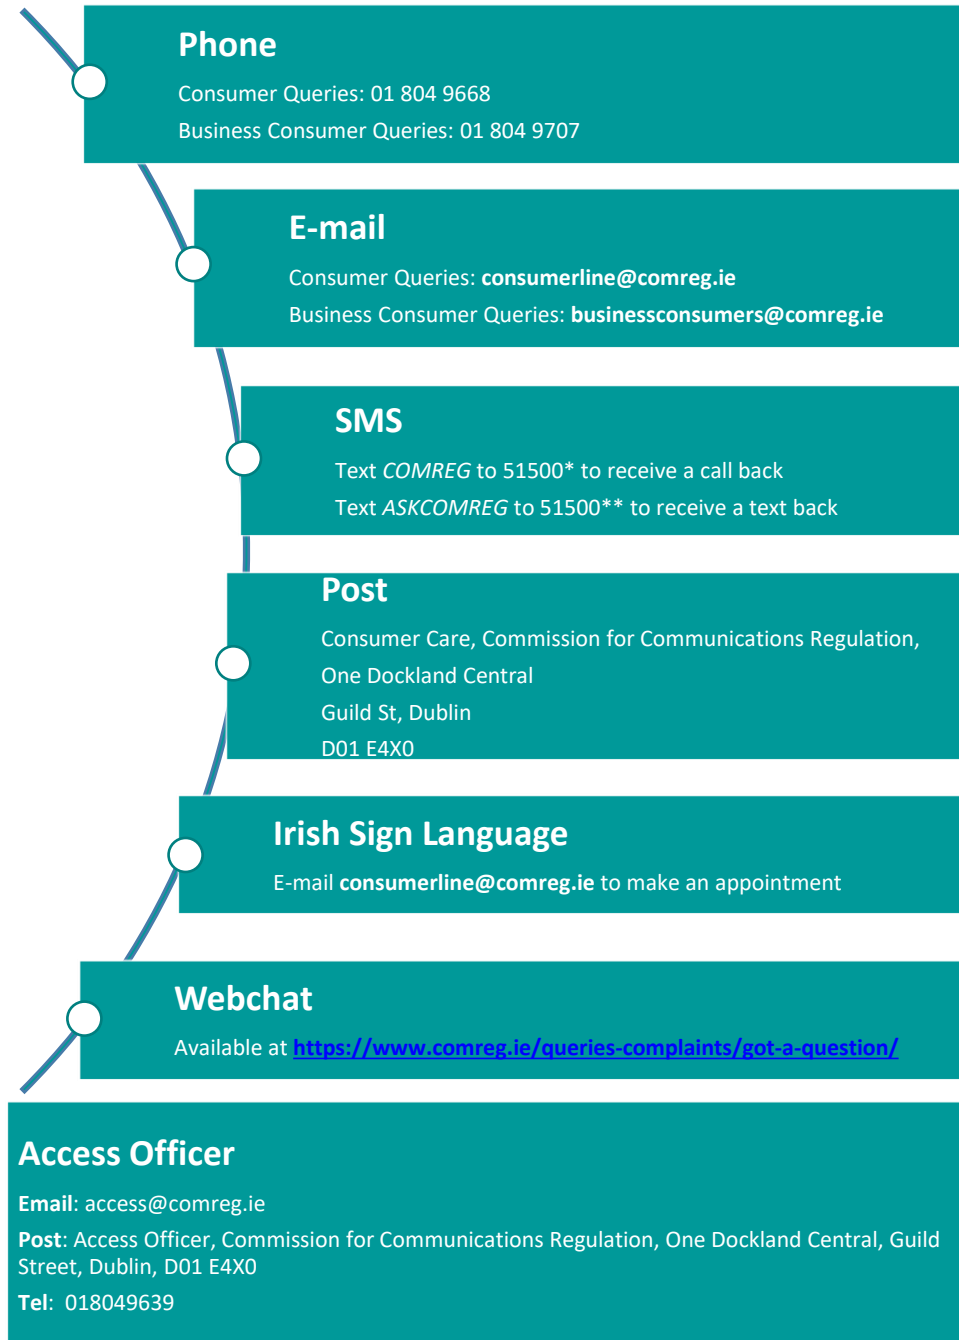 Phone
Consumer Queries: 01 804 9668
Business Consumer Queries: 01 804 9707
E-mail
Consumer Queries: consumerline@comreg.ie
Business Consumer Queries: businessconsumers@comreg.ie
SMS
Text COMREG to 51500* to receive a call back
Text ASKCOMREG to 51500** to receive a text back
Post
Consumer Care, Commission for Communications Regulation,
One Dockland Central
Guild St, Dublin
D01 E4X0
Irish Sign Language
E-mail consumerline@comreg.ie to make an appointment
Webchat
Available at https://www.comreg.ie/queries-complaints/got-a-question/
Access Officer
Email: access@comreg.ie
Post: Access Officer, Commission for Communications Regulation, One Dockland Central, Guild
Street, Dublin, D01 E4X0
Tel: 018049639